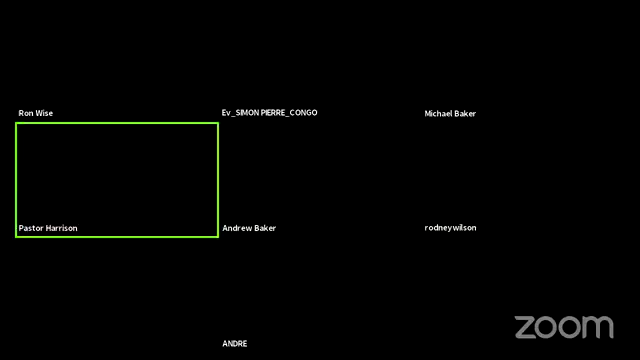 Ron Wise
Ev_SIMON PIERRE_CONGO
Michael Baker
Pastor Harrison
Andrew Baker
rodneywilson
ANDRE
zoom